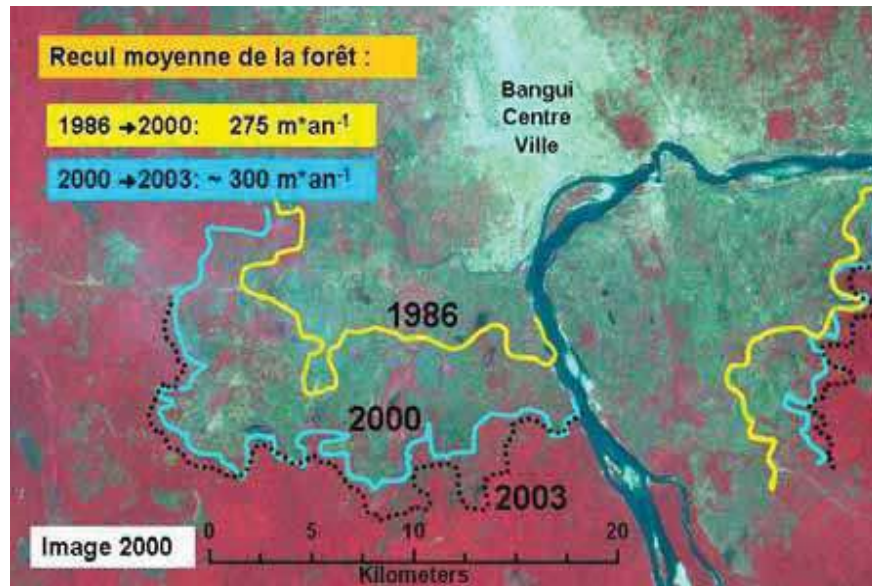 Recul moyenne de la forêt :
1986 →2000: 275 m*an⁻¹
2000 →2003: ~ 300 m*an⁻¹
Bangui
Centre
Ville
1986
2000
2003
Image 2000
0 5 10 20
Kilometers